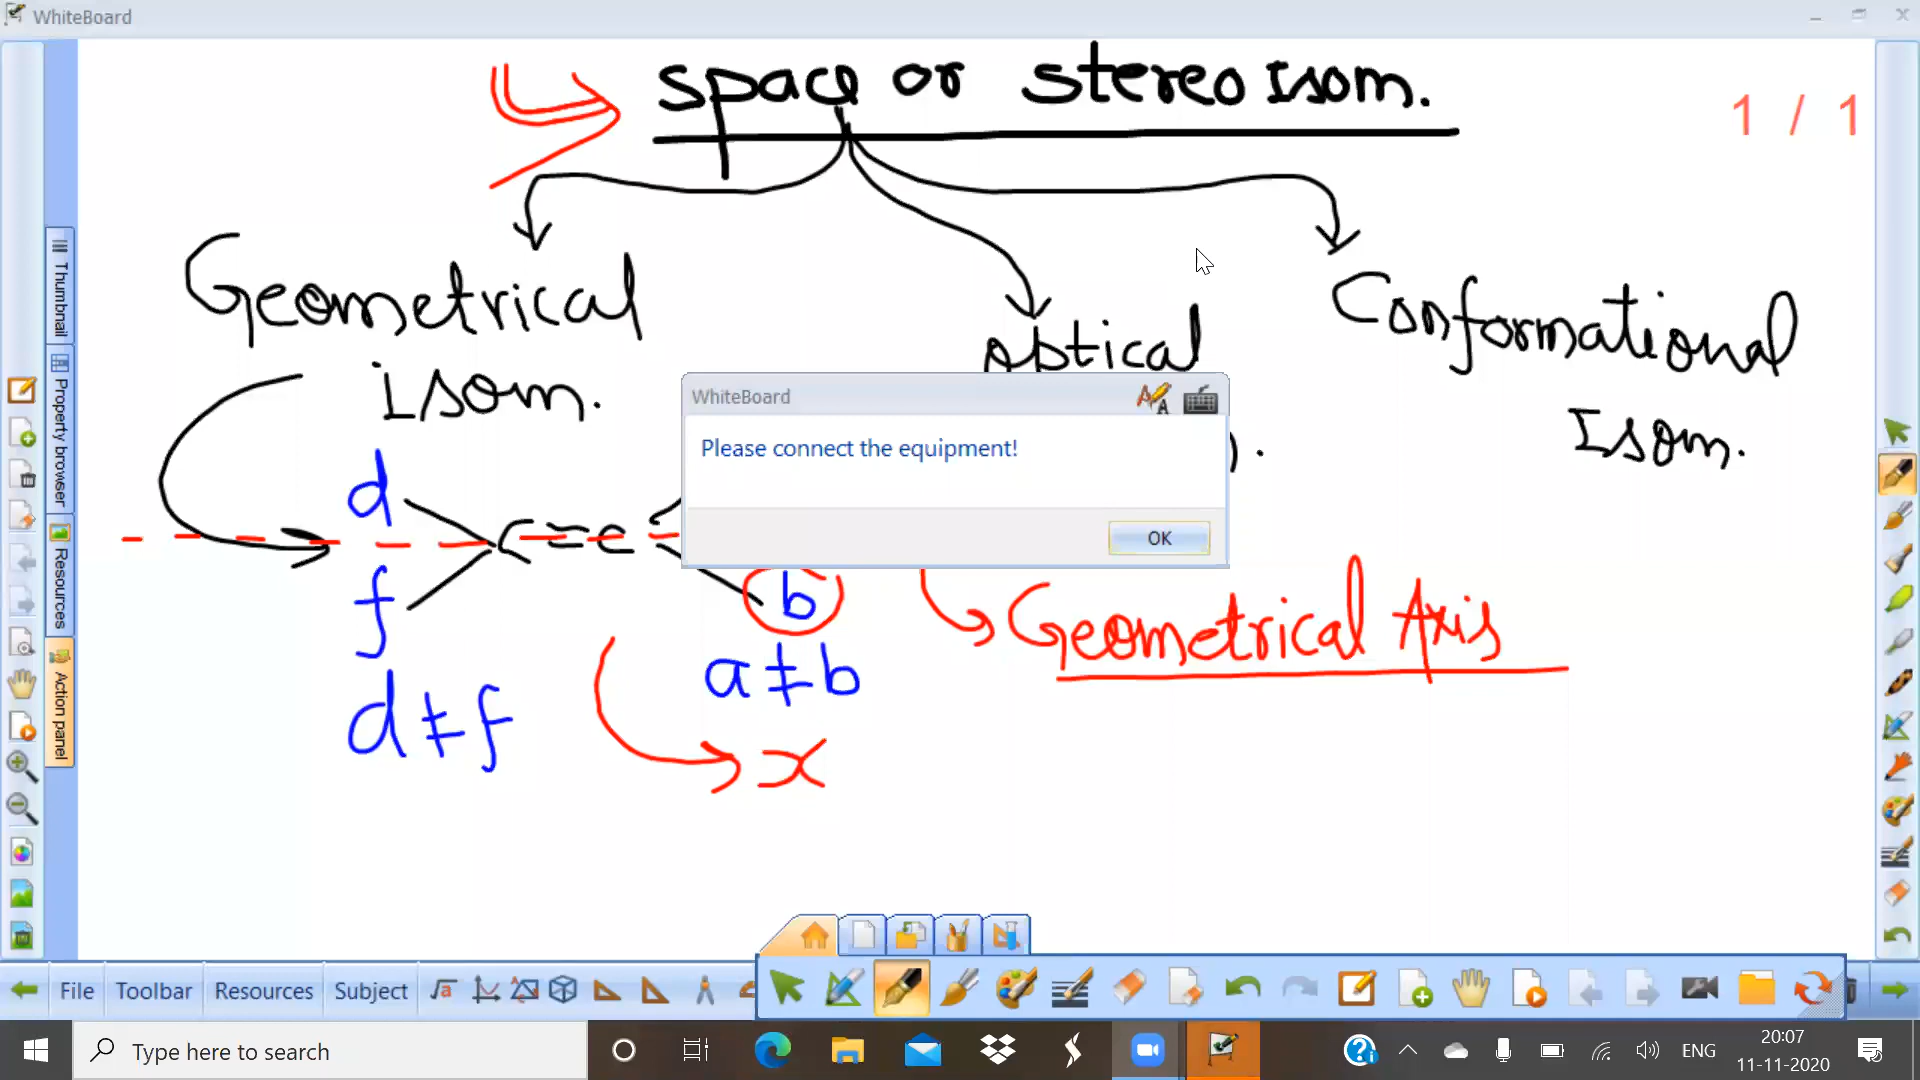 WhiteBoard
space or stereo Isom.
1 / 1
Geometrical
isom.
optical
Conformational
Isom.
Thumbnail
Property browser
Resources
Action panel
WhiteBoard
Please connect the equipment!
OK
d
c = c
f
b
a ≠ b
d ≠ f
x
Geometrical Axis
File
Toolbar
Resources
Subject
Type here to search
ENG
20:07
11-11-2020